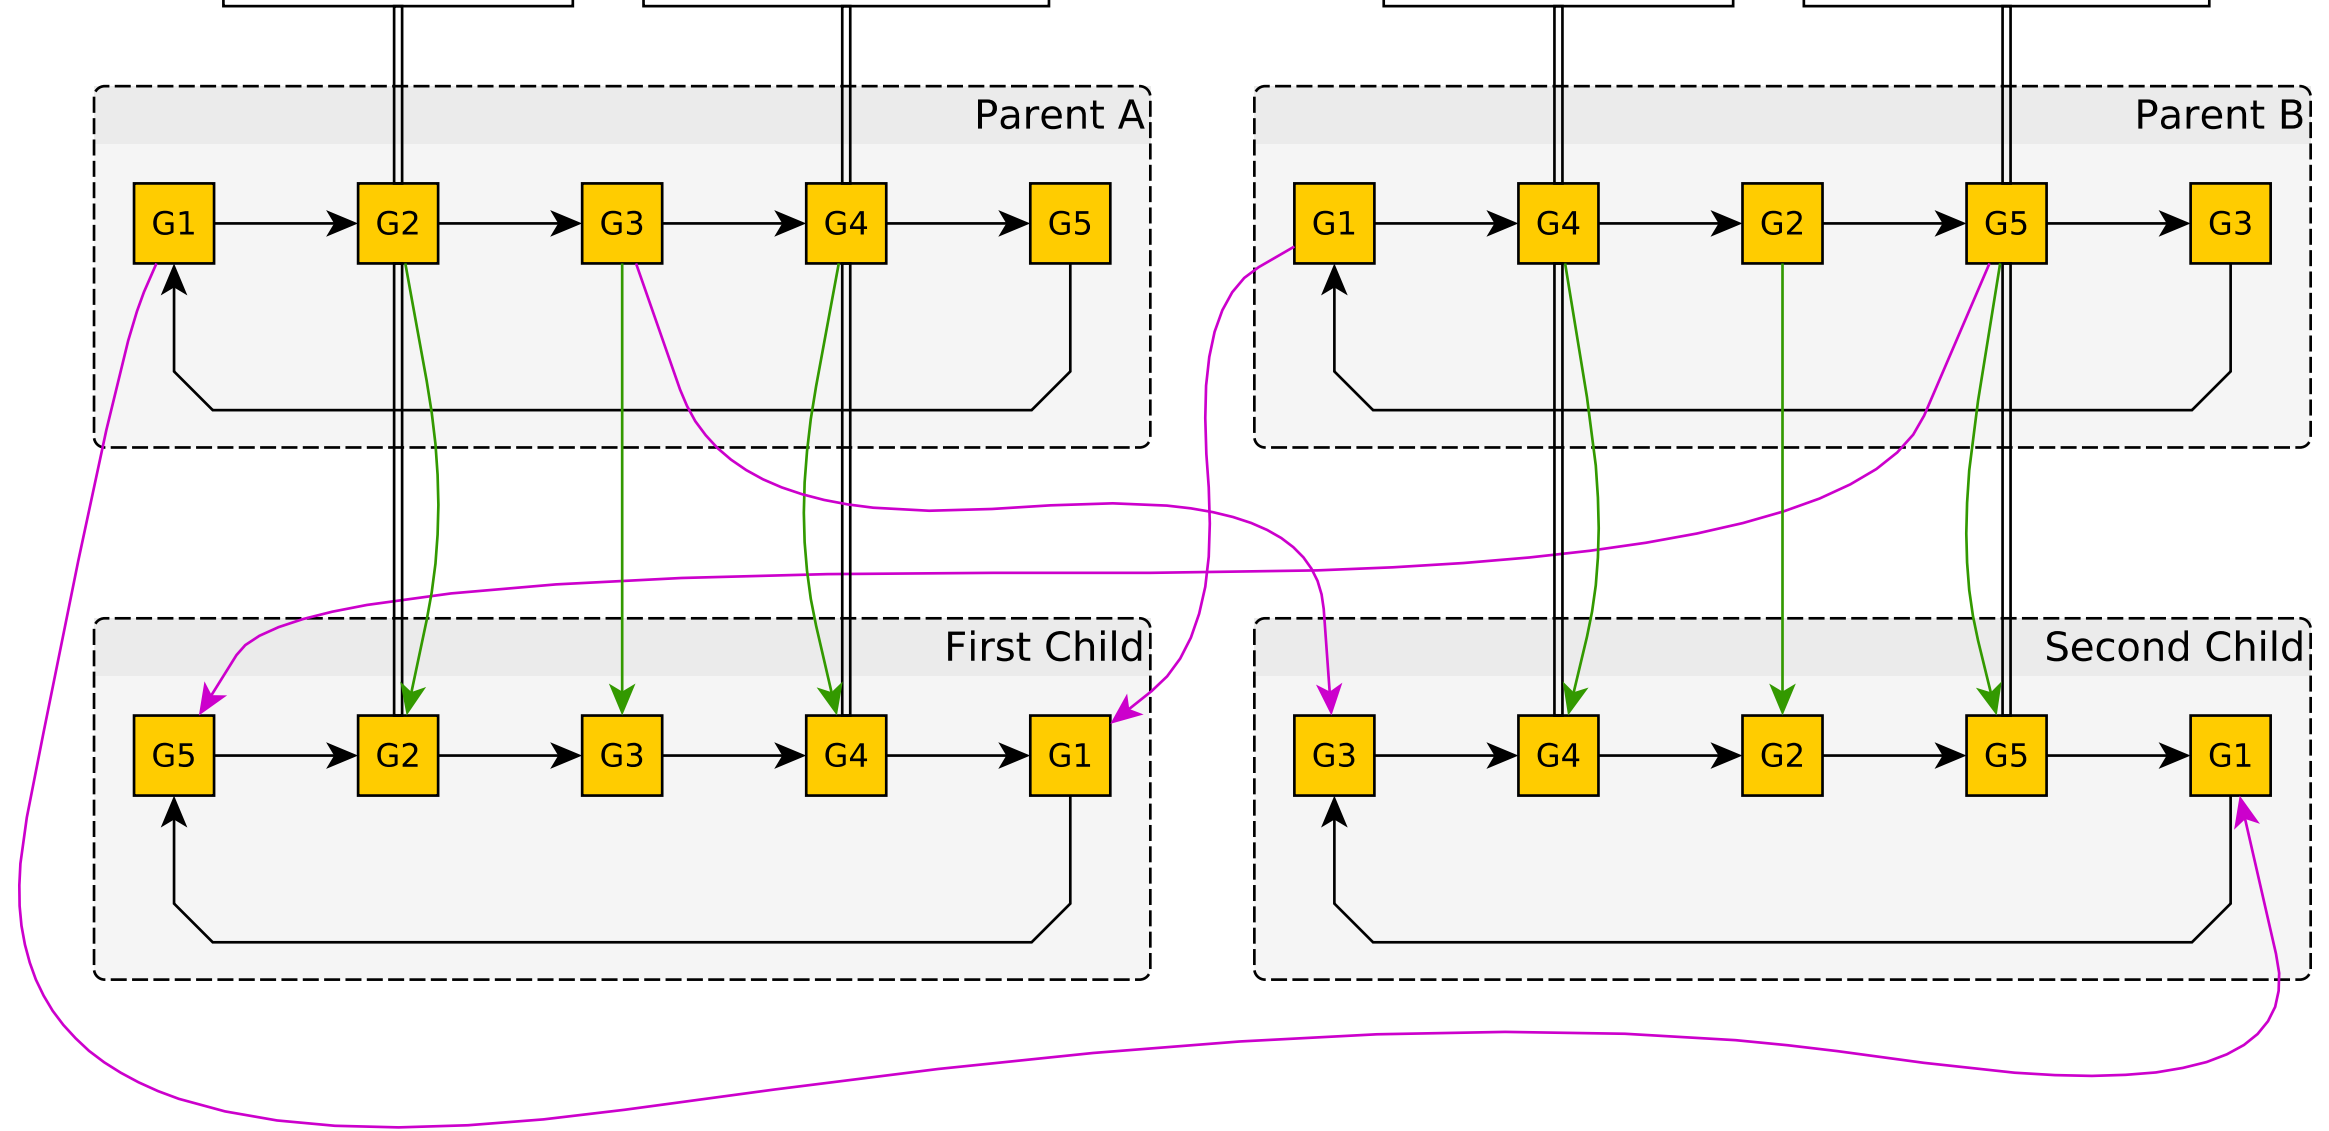 Parent A
G1 G2 G3 G4 G5
Parent B
G1 G4 G2 G5 G3
First Child
G5 G2 G3 G4 G1
Second Child
G3 G4 G2 G5 G1